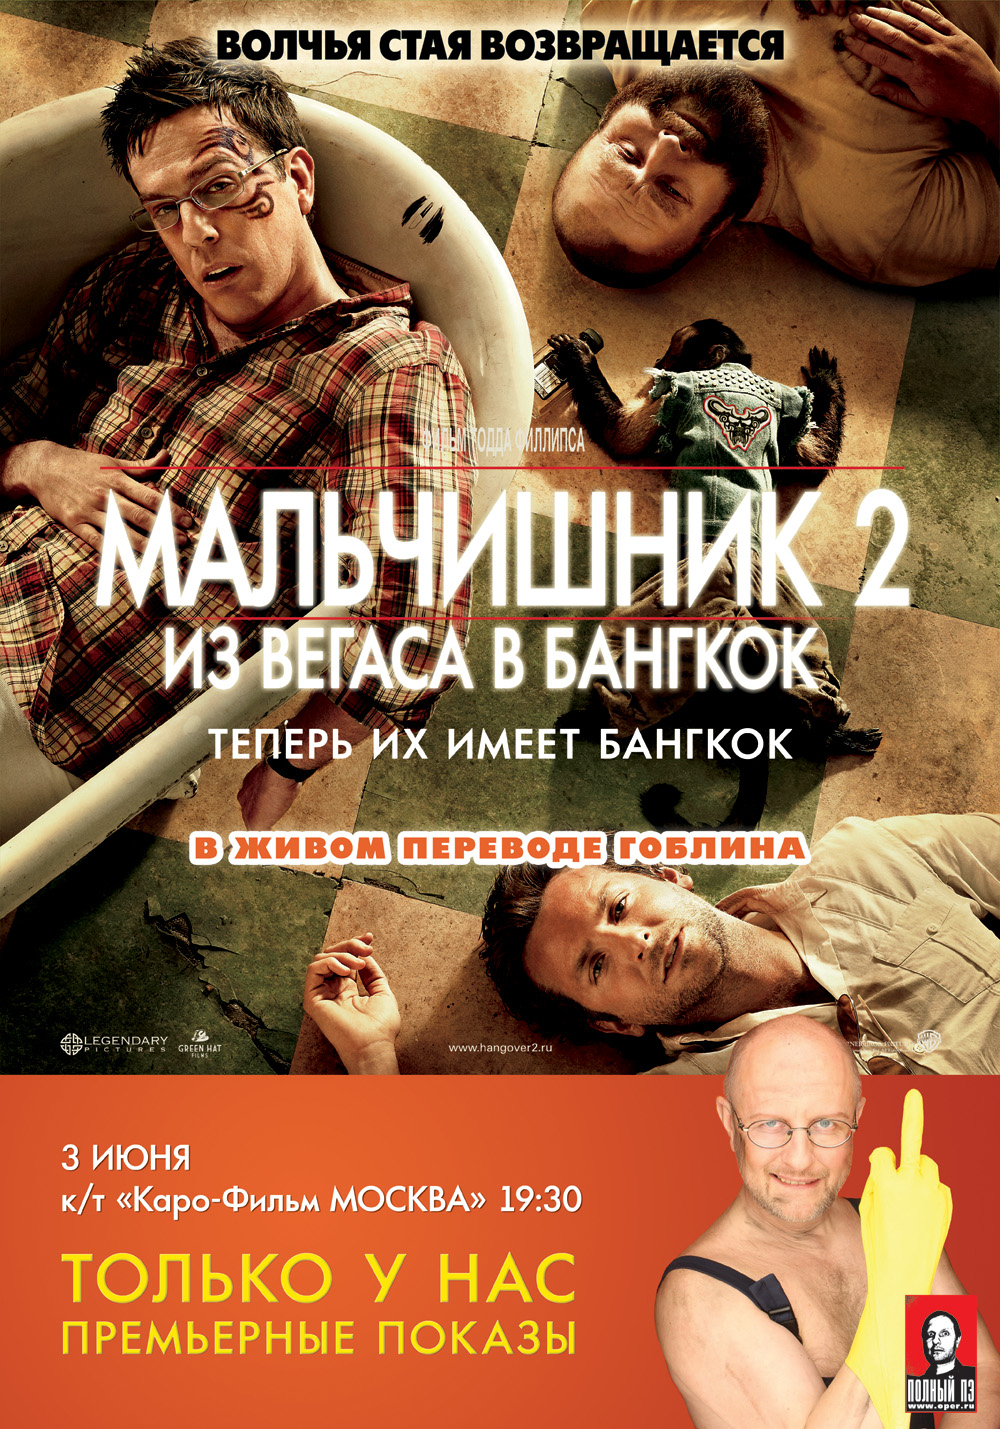 ВОЛЧЬЯ СТАЯ ВОЗВРАЩАЕТСЯ
ФИЛЬМ ТОДДА ФИЛЛИПСА
МАЛЬЧИШНИК 2
ИЗ ВЕГАСА В БАНГКОК
ТЕПЕРЬ ИХ ИМЕЕТ БАНГКОК
В ЖИВОМ ПЕРЕВОДЕ ГОБЛИНА
LEGENDARY
PICTURES
GREEN HAT
FILMS
www.hangover2.ru
WB
3 ИЮНЯ
к/т «Каро-Фильм МОСКВА» 19:30
ТОЛЬКО У НАС
ПРЕМЬЕРНЫЕ ПОКАЗЫ
ПОЛНЫЙ ПЭ
www.oper.ru